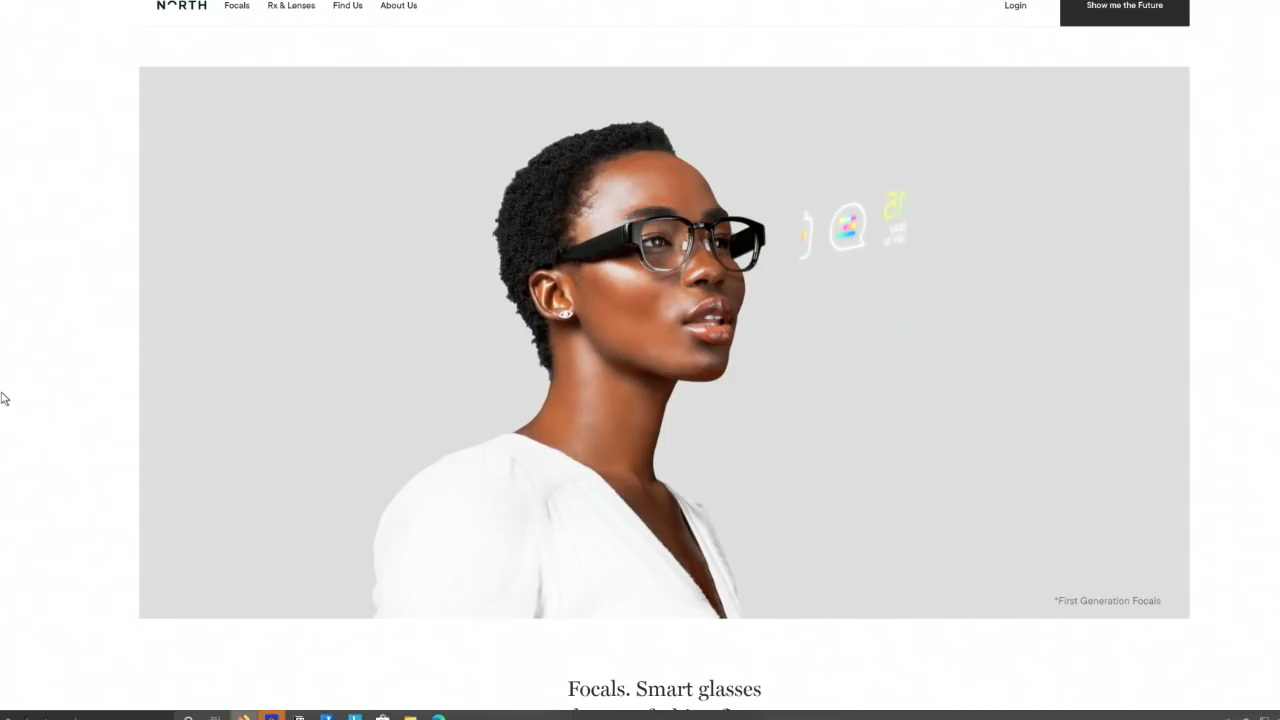 NORTH Focals Rx & Lenses Find Us About Us Login Show me the Future
*First Generation Focals
Focals. Smart glasses